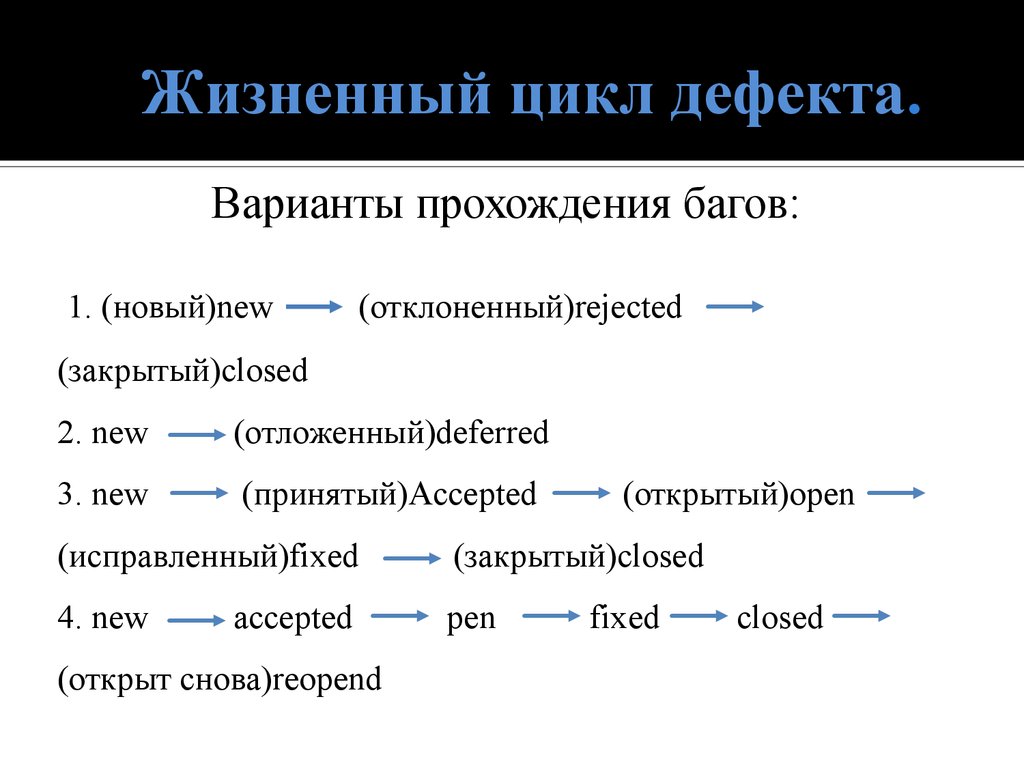 Жизненный цикл дефекта.
Варианты прохождения багов:
1. (новый)new (отклоненный)rejected
(закрытый)closed
2. new (отложенный)deferred
3. new (принятый)Accepted (открытый)open
(исправленный)fixed (закрытый)closed
4. new accepted pen fixed closed
(открыт снова)reopend